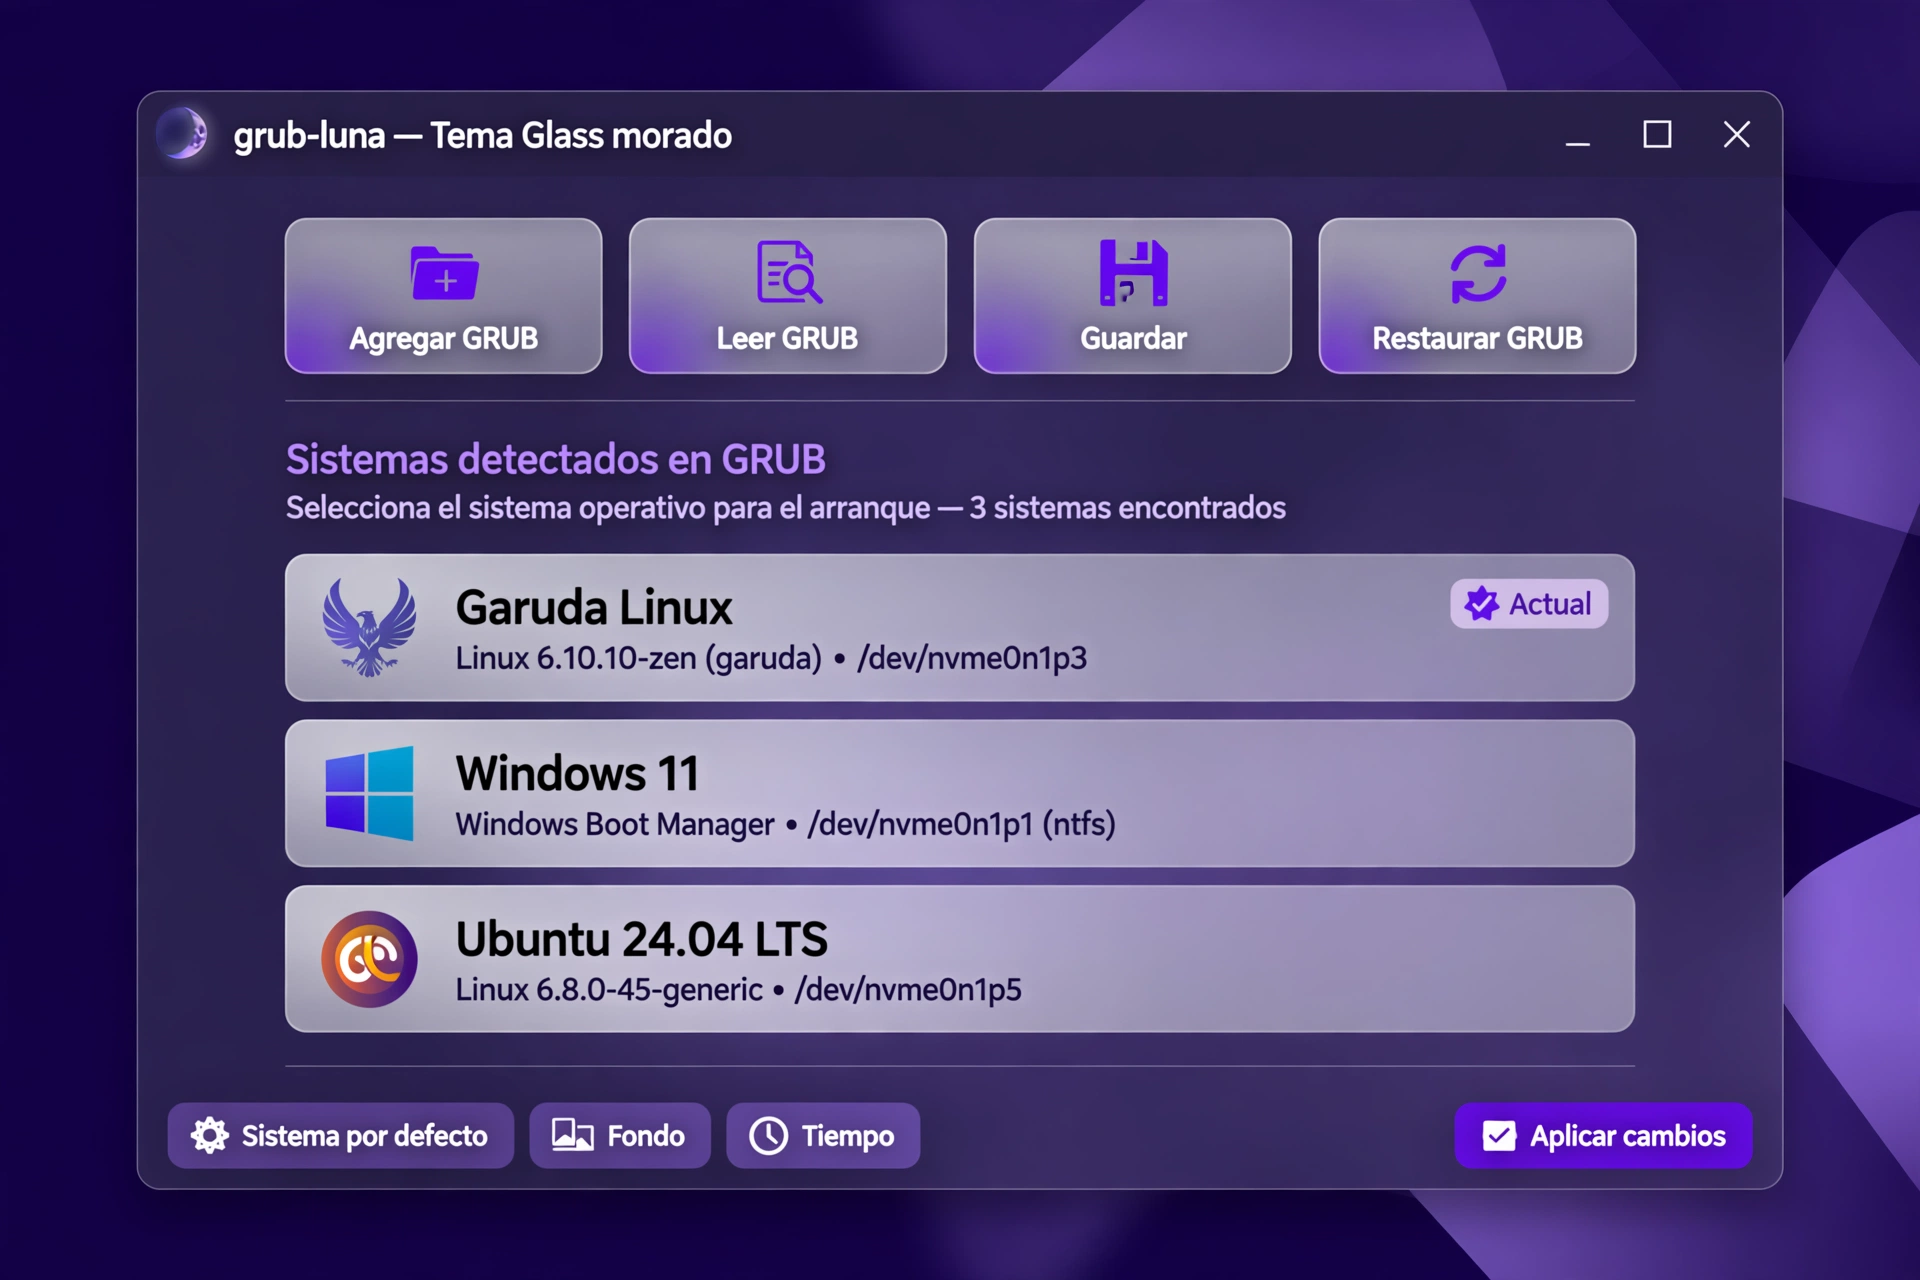 grub-luna — Tema Glass morado
Agregar GRUB
Leer GRUB
Guardar
Restaurar GRUB
Sistemas detectados en GRUB
Selecciona el sistema operativo para el arranque — 3 sistemas encontrados
Garuda Linux
Actual
Linux 6.10.10-zen (garuda) • /dev/nvme0n1p3
Windows 11
Windows Boot Manager • /dev/nvme0n1p1 (ntfs)
Ubuntu 24.04 LTS
Linux 6.8.0-45-generic • /dev/nvme0n1p5
Sistema por defecto
Fondo
Tiempo
Aplicar cambios